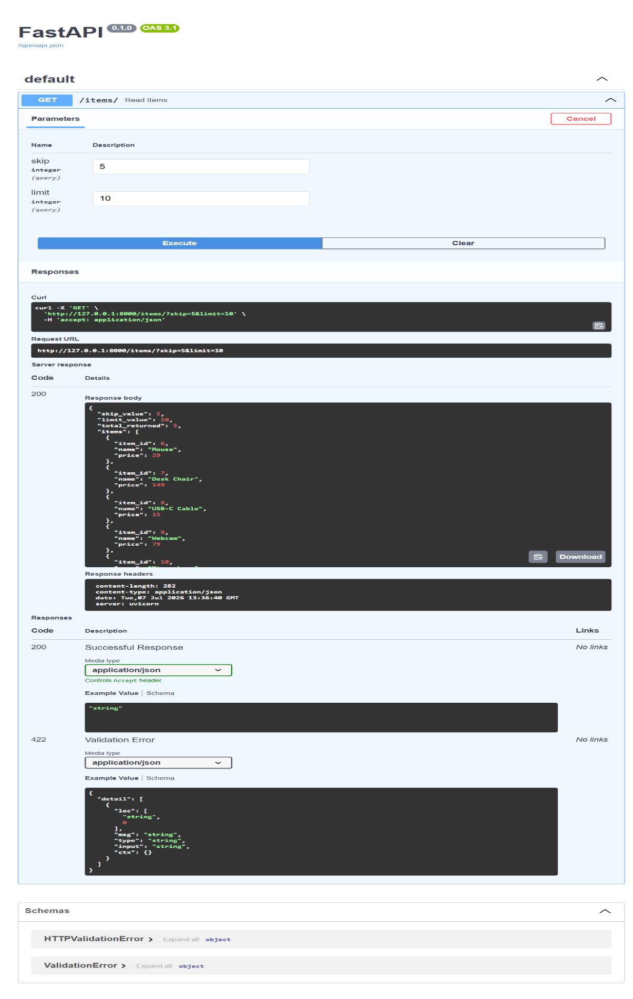 FastAPI 0.1.0 OAS 3.1
/openapi.json
default
GET /items/ Read Items
Parameters
Cancel
Name Description
skip
integer
(query)
5
limit
integer
(query)
10
Execute Clear
Responses
Curl
curl -X 'GET' \
'http://127.0.0.1:8000/items/?skip=5&limit=10' \
-H 'accept: application/json'
Request URL
http://127.0.0.1:8000/items/?skip=5&limit=10
Server response
Code Details
200
Response body
{
"skip_value": 5,
"limit_value": 10,
"total_returned": 5,
"items": [
{
"item_id": 6,
"name": "Mouse",
"price": 29
},
{
"item_id": 7,
"name": "Desk Chair",
"price": 149
},
{
"item_id": 8,
"name": "USB-C Cable",
"price": 15
},
{
"item_id": 9,
"name": "Webcam",
"price": 79
},
{
"item_id": 10,
Download
Response headers
content-length: 282
content-type: application/json
date: Tue,07 Jul 2026 13:36:40 GMT
server: uvicorn
Responses
Code Description Links
200 Successful Response No links
Media type
application/json
Controls Accept header.
Example Value | Schema
"string"
422 Validation Error No links
Media type
application/json
Example Value | Schema
{
"detail": [
{
"loc": [
"string",
0
],
"msg": "string",
"type": "string",
"input": "string",
"ctx": {}
}
]
}
Schemas
HTTPValidationError > Expand all object
ValidationError > Expand all object